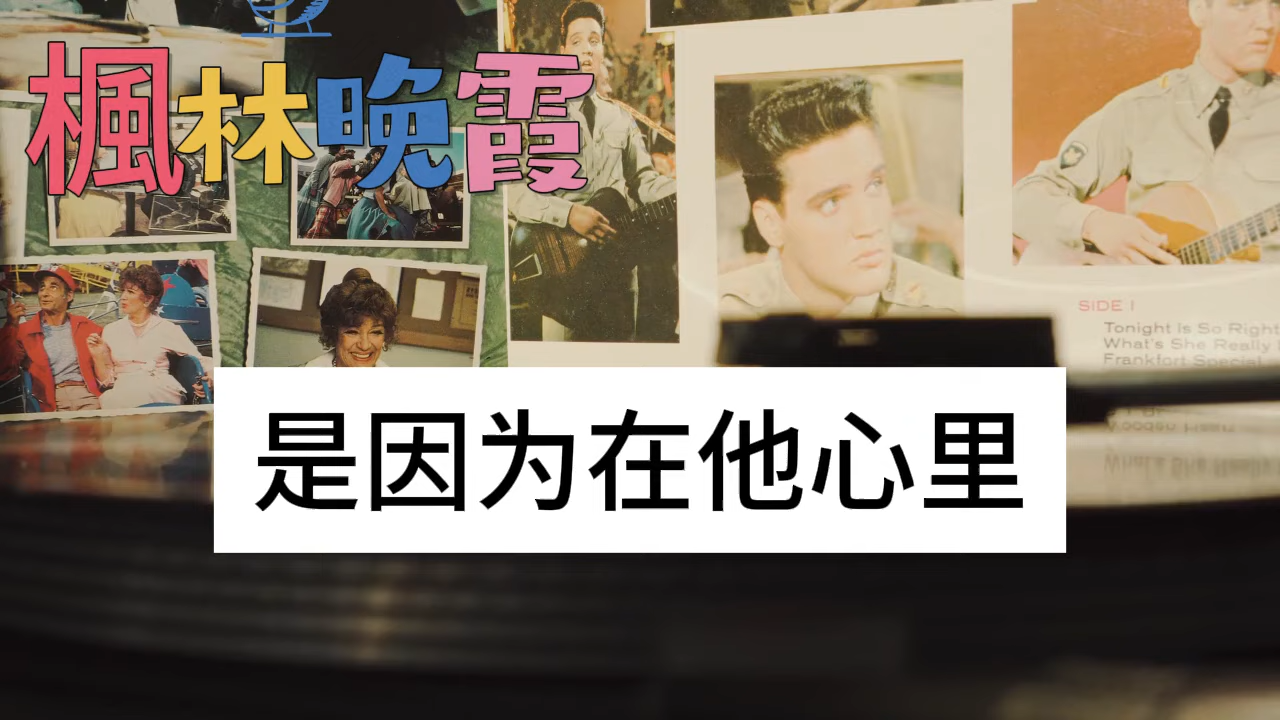 楓林晚霞
SIDE 1
Tonight Is So Right
What's She Really
Frankfort Special
是因为在他心里